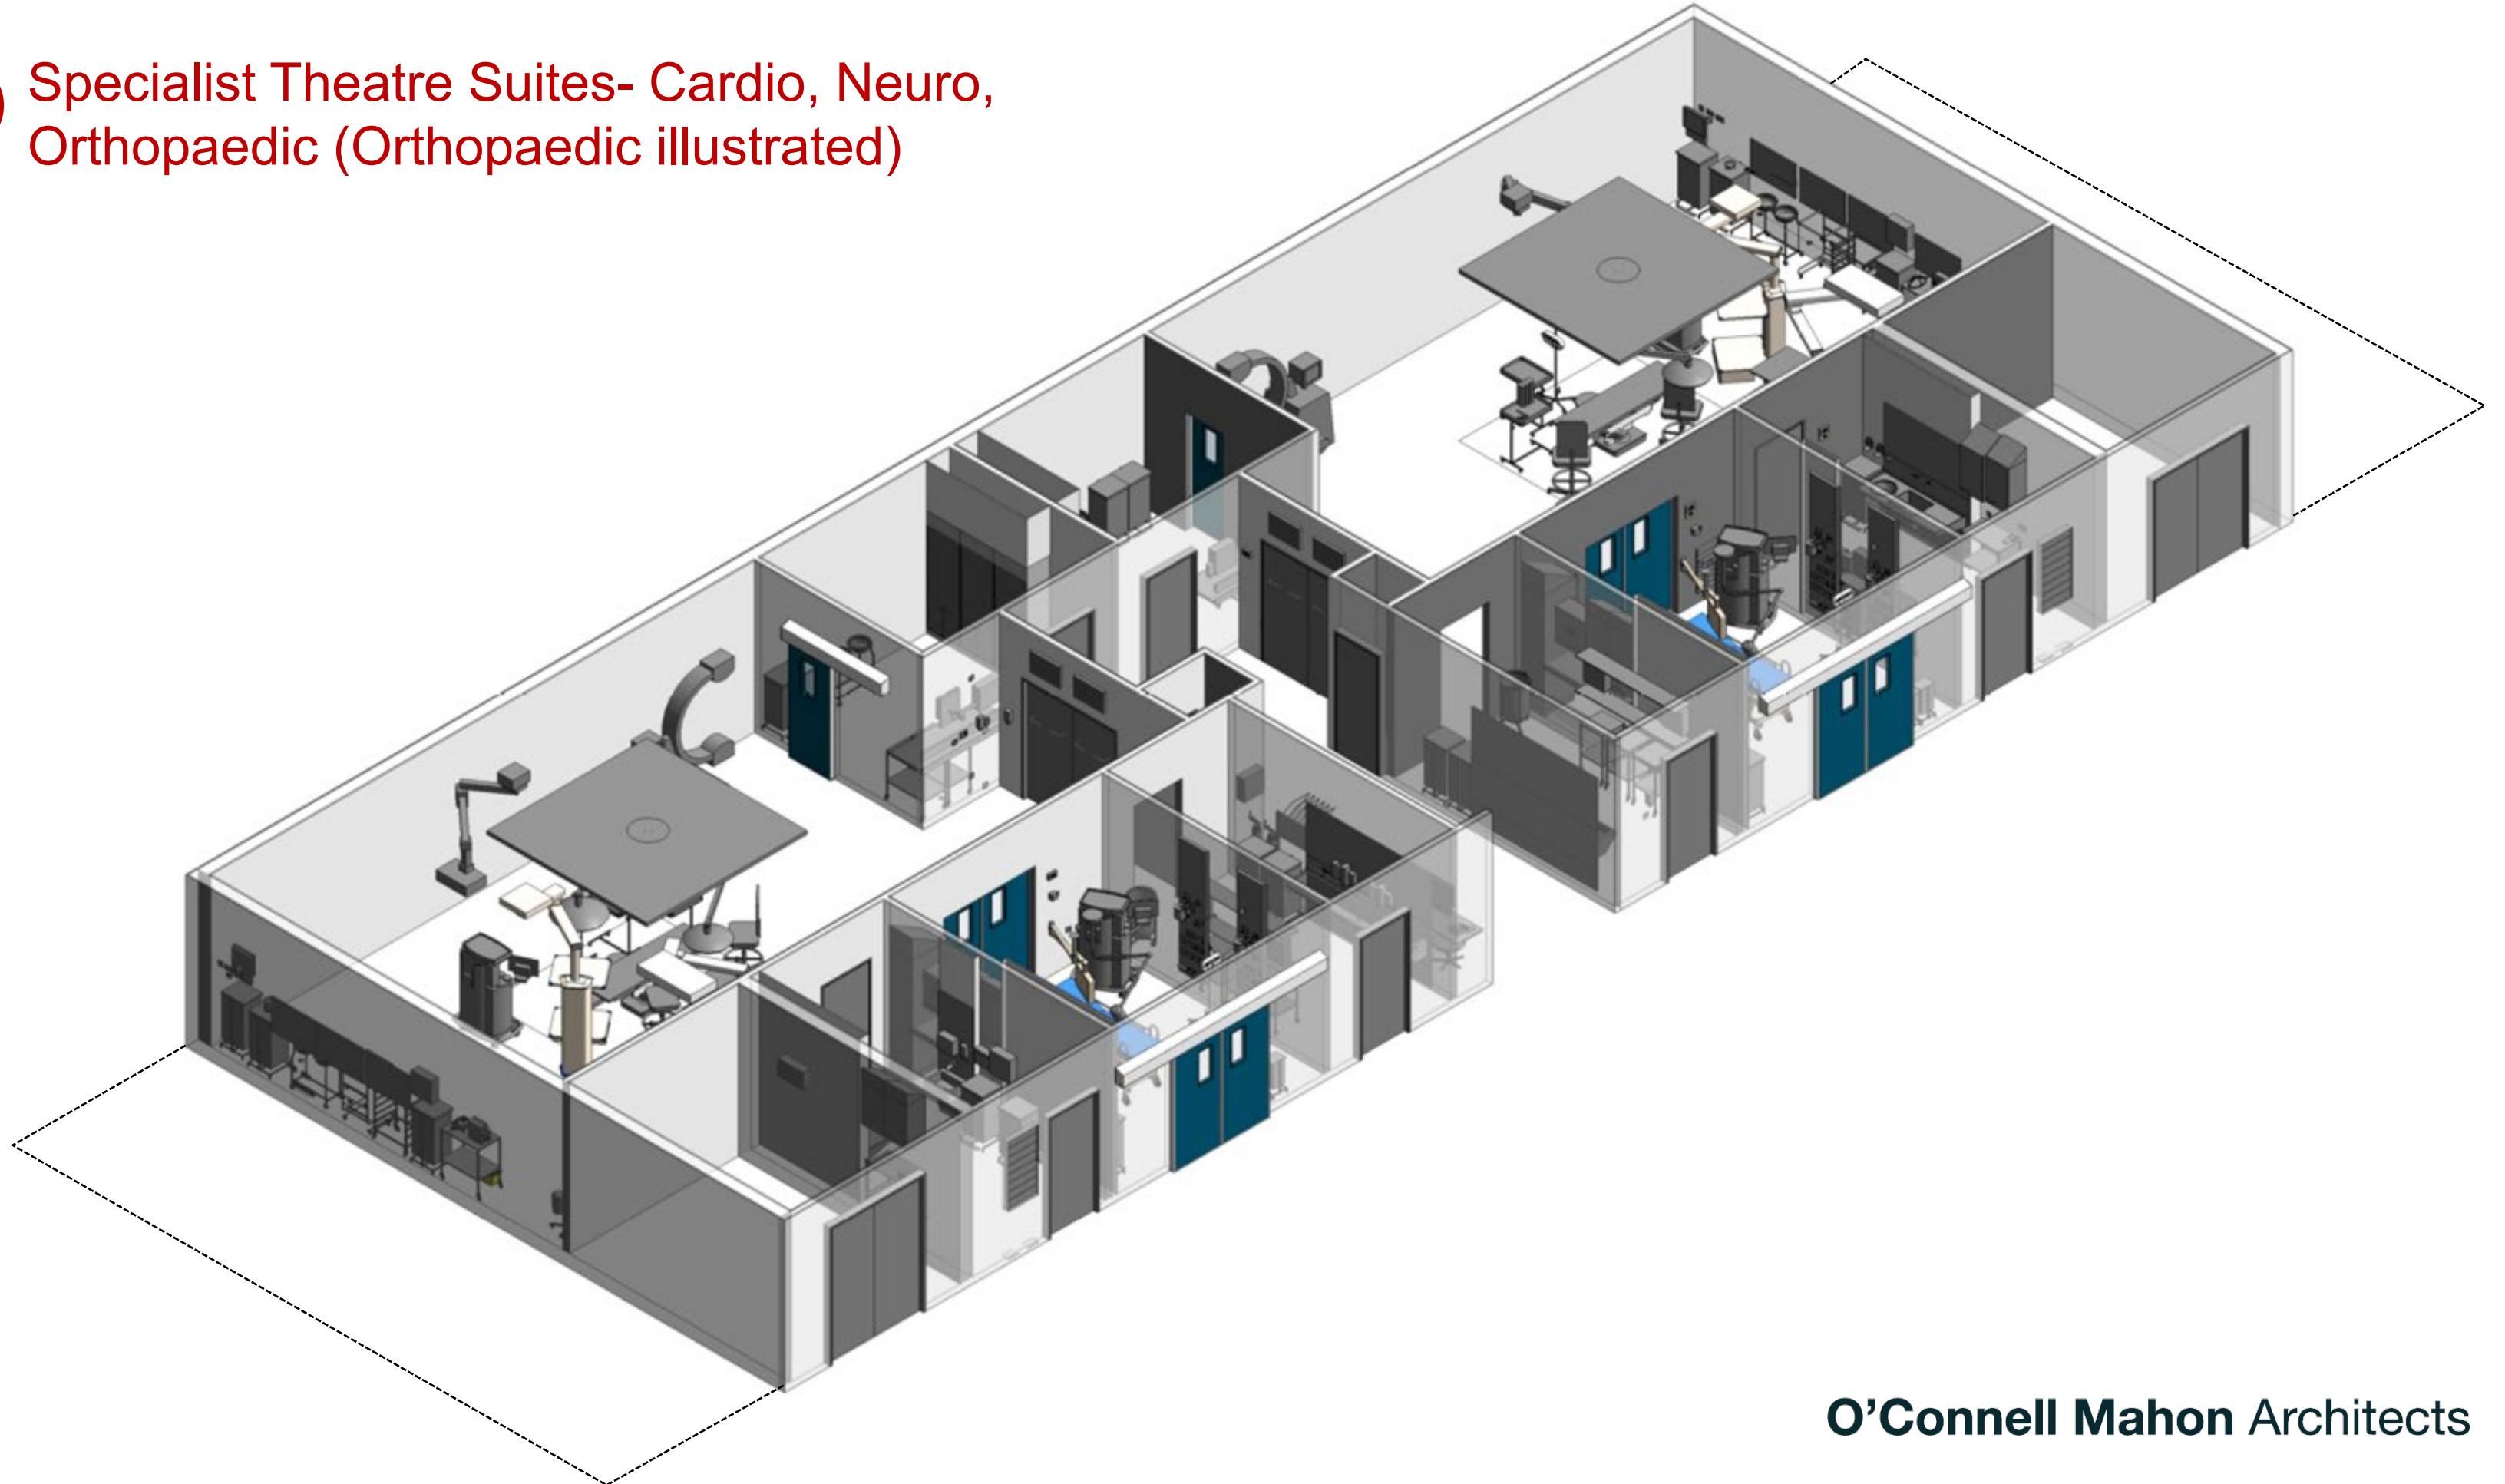 Specialist Theatre Suites- Cardio, Neuro,
Orthopaedic (Orthopaedic illustrated)
O’Connell Mahon Architects